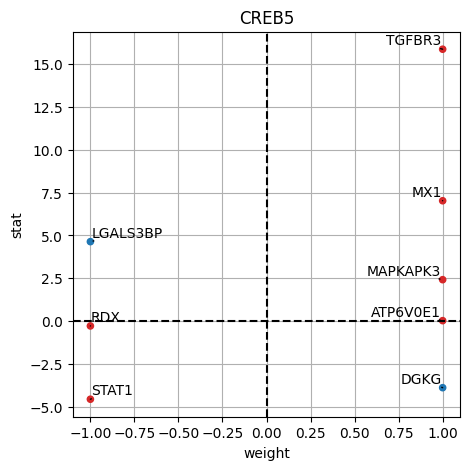 CREB5
TGFBR3
15.0
12.5
10.0
MX1
7.5
LGALS3BP
5.0
stat
MAPKAPK3
2.5
RDX
ATP6V0E1
0.0
DGKG
−2.5
STAT1
−5.0
−1.00 −0.75 −0.50 −0.25 0.00 0.25 0.50 0.75 1.00
weight